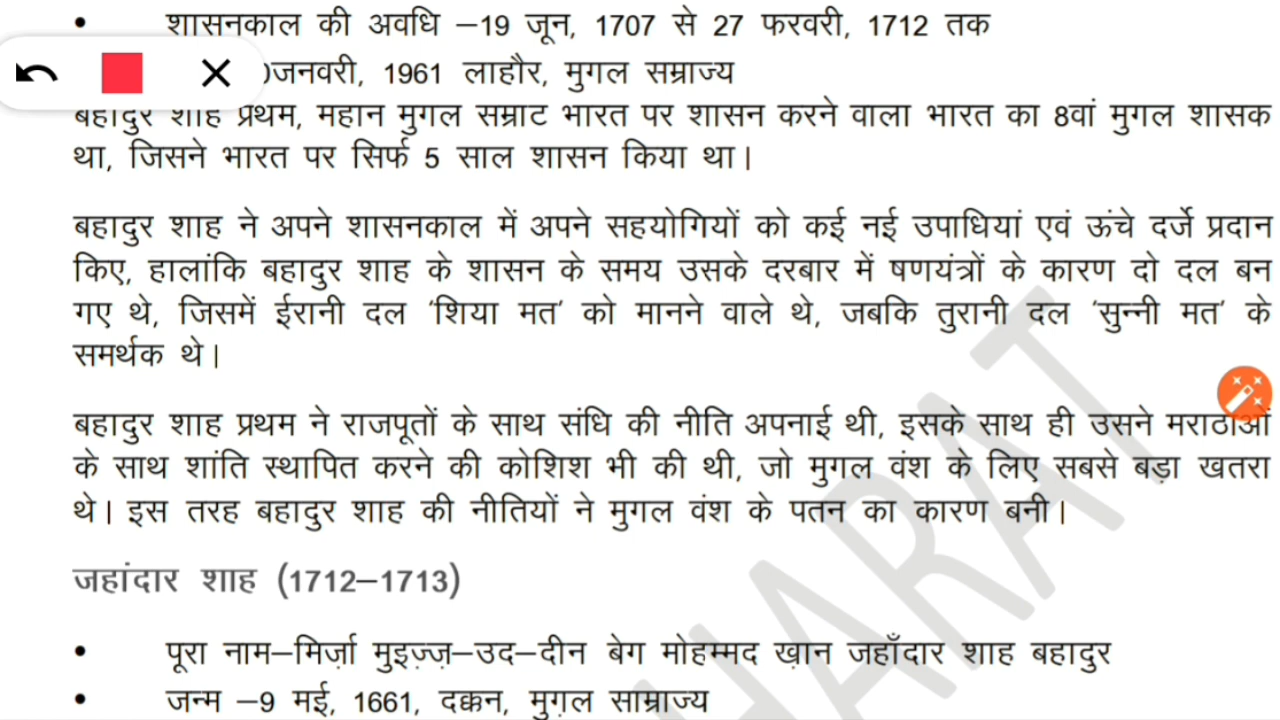 • शासनकाल की अवधि –19 जून, 1707 से 27 फरवरी, 1712 तक
जनवरी, 1961 लाहौर, मुगल सम्राज्य
बहादुर शाह प्रथम, महान मुगल सम्राट भारत पर शासन करने वाला भारत का 8वां मुगल शासक
था, जिसने भारत पर सिर्फ 5 साल शासन किया था।
बहादुर शाह ने अपने शासनकाल में अपने सहयोगियों को कई नई उपाधियां एवं ऊंचे दर्जे प्रदान
किए, हालांकि बहादुर शाह के शासन के समय उसके दरबार में षणयंत्रों के कारण दो दल बन
गए थे, जिसमें ईरानी दल ‘शिया मत’ को मानने वाले थे, जबकि तुरानी दल ‘सुन्नी मत’ के
समर्थक थे।
बहादुर शाह प्रथम ने राजपूतों के साथ संधि की नीति अपनाई थी, इसके साथ ही उसने मराठाओं
के साथ शांति स्थापित करने की कोशिश भी की थी, जो मुगल वंश के लिए सबसे बड़ा खतरा
थे। इस तरह बहादुर शाह की नीतियों ने मुगल वंश के पतन का कारण बनी।
जहांदार शाह (1712–1713)
• पूरा नाम–मिर्ज़ा मुइज़्ज़–उद–दीन बेग मोहम्मद ख़ान जहाँदार शाह बहादुर
• जन्म –9 मई, 1661, दक्कन, मुग़ल साम्राज्य
HARAT